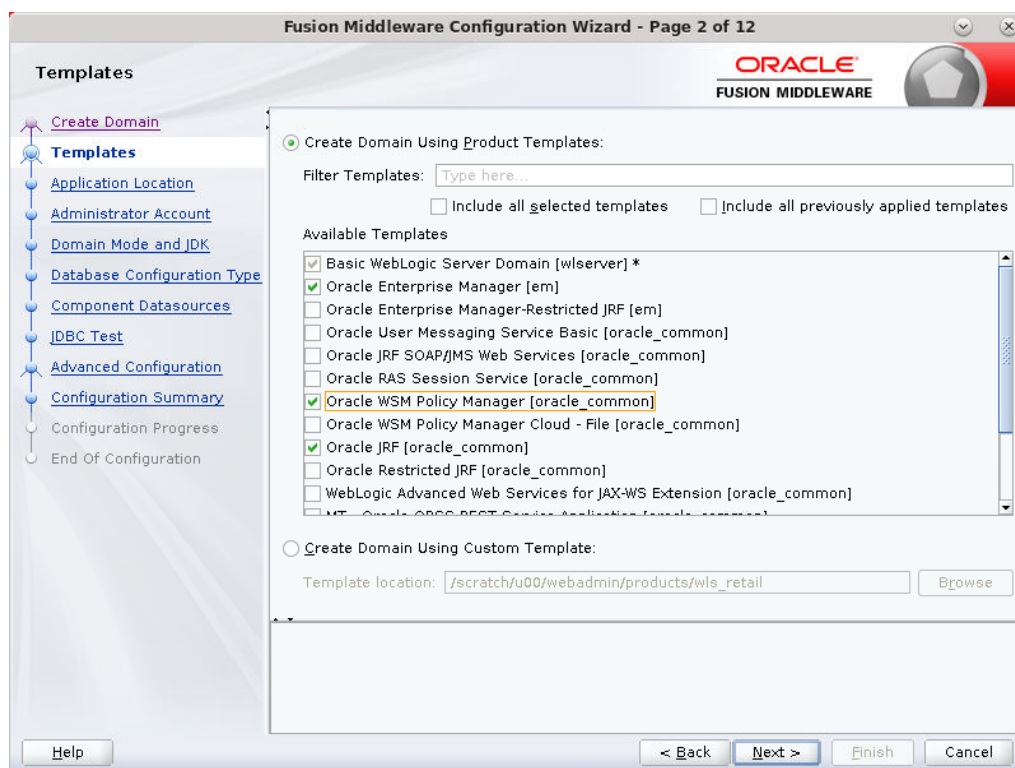 Fusion Middleware Configuration Wizard - Page 2 of 12
Templates
ORACLE
FUSION MIDDLEWARE
Create Domain
Templates
Application Location
Administrator Account
Domain Mode and JDK
Database Configuration Type
Component Datasources
JDBC Test
Advanced Configuration
Configuration Summary
Configuration Progress
End Of Configuration
Create Domain Using Product Templates:
Filter Templates: Type here...
Include all selected templates Include all previously applied templates
Available Templates
Basic WebLogic Server Domain [wlserver] *
Oracle Enterprise Manager [em]
Oracle Enterprise Manager-Restricted JRF [em]
Oracle User Messaging Service Basic [oracle_common]
Oracle JRF SOAP/JMS Web Services [oracle_common]
Oracle RAS Session Service [oracle_common]
Oracle WSM Policy Manager [oracle_common]
Oracle WSM Policy Manager Cloud - File [oracle_common]
Oracle JRF [oracle_common]
Oracle Restricted JRF [oracle_common]
WebLogic Advanced Web Services for JAX-WS Extension [oracle_common]
MT - Oracle OPSS REST Service Application [oracle_common]
Create Domain Using Custom Template:
Template location: /scratch/u00/webadmin/products/wls_retail Browse
Help < Back Next > Finish Cancel